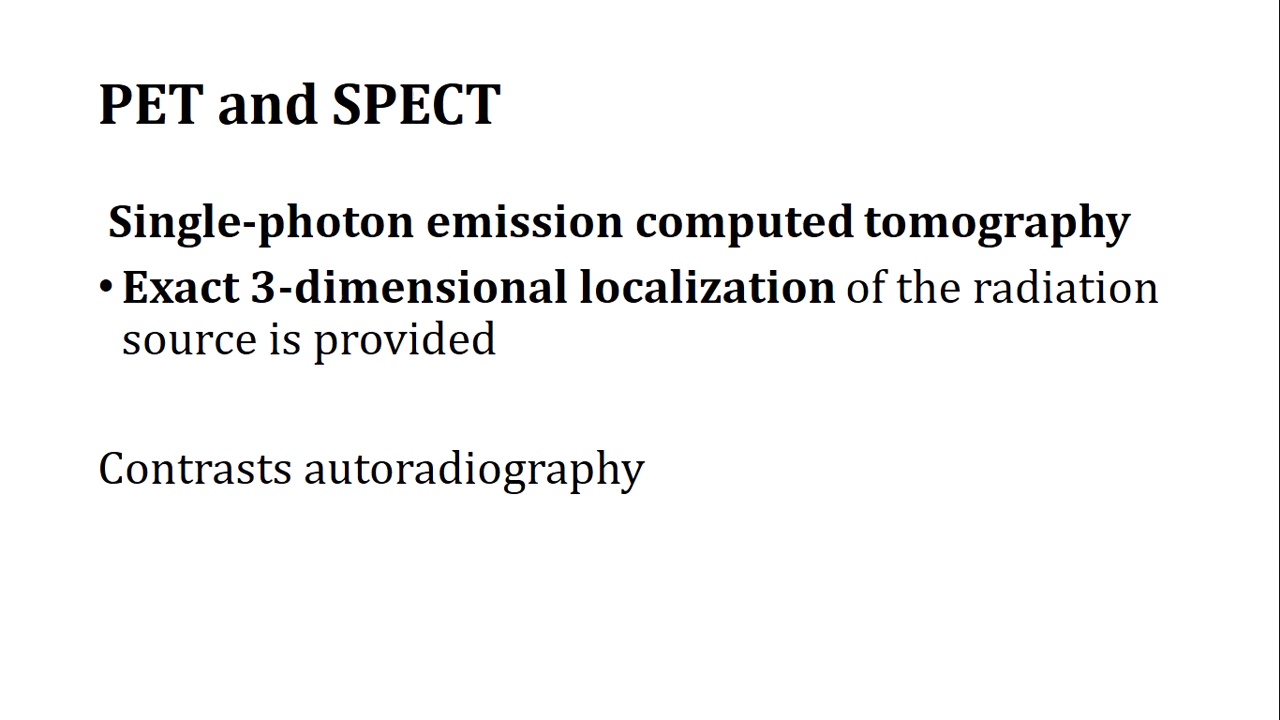 PET and SPECT
Single-photon emission computed tomography
• Exact 3-dimensional localization of the radiation
source is provided
Contrasts autoradiography